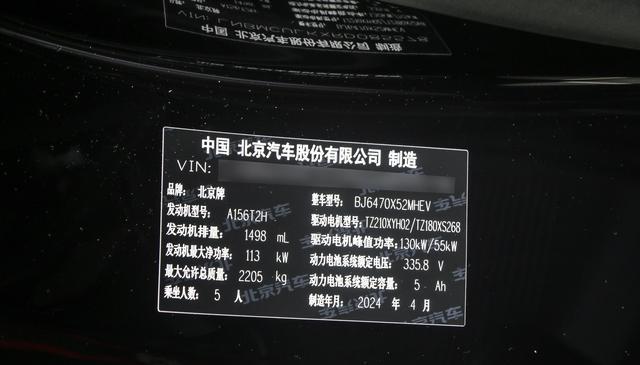 中国 北京汽车股份有限公司 制造
VIN:
品牌: 北京牌 整车型号: BJ6470X52MHEV
发动机型号: A156T2H 驱动电机型号: TZ210XYH02/TZ180XS268
发动机排量: 1498 mL 驱动电机峰值功率: 130kW/55kW
发动机最大净功率: 113 kW 动力电池系统额定电压: 335.8 V
最大允许总质量: 2205 kg 动力电池系统额定容量: 5 Ah
乘坐人数: 5 人 制造年月: 2024 年 4 月